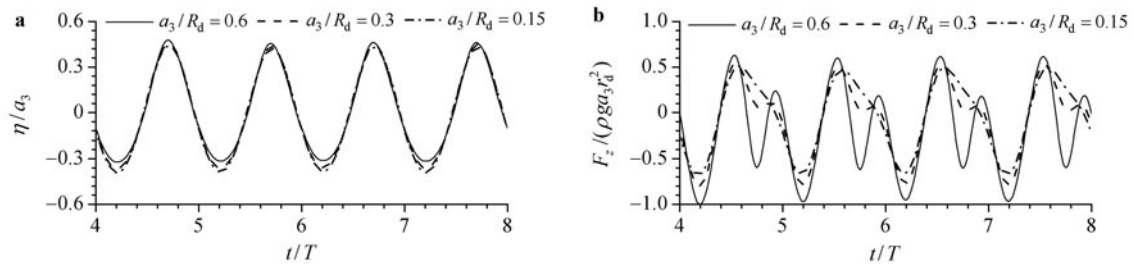 a
a₃/R_d = 0.6 a₃/R_d = 0.3 a₃/R_d = 0.15
η/a₃
0.6
0.3
0
−0.3
−0.6
4 5 6 7 8
t/T
b
a₃/R_d = 0.6 a₃/R_d = 0.3 a₃/R_d = 0.15
F_z/(ρga₃r_d²)
1.0
0.5
0
−0.5
−1.0
4 5 6 7 8
t/T